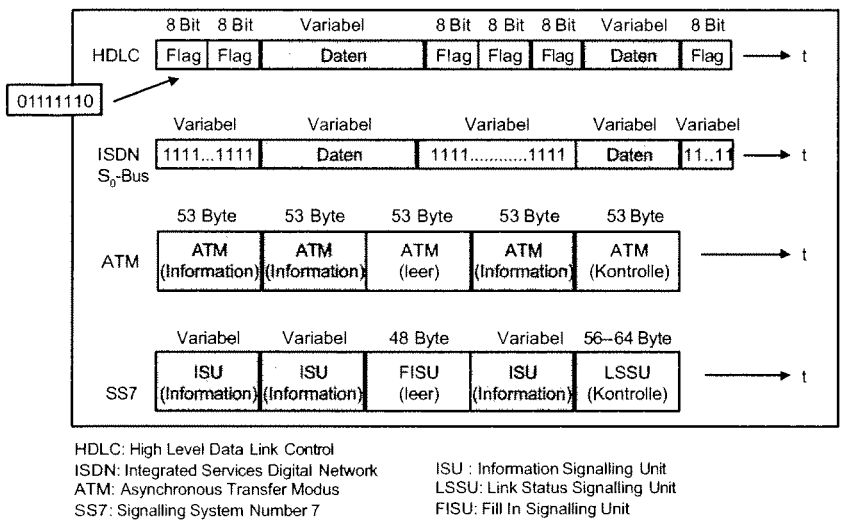 8 Bit 8 Bit Variabel 8 Bit 8 Bit 8 Bit Variabel 8 Bit
HDLC Flag Flag Daten Flag Flag Flag Daten Flag t
01111110
Variabel Variabel Variabel Variabel Variabel
ISDN 1111...1111 Daten 1111............1111 Daten 11..11 t
S0-Bus
53 Byte 53 Byte 53 Byte 53 Byte 53 Byte
ATM ATM ATM ATM ATM
ATM (Information) (Information) (leer) (Information) (Kontrolle) t
Variabel Variabel 48 Byte Variabel 56--64 Byte
ISU ISU FISU ISU LSSU
SS7 (Information) (Information) (leer) (Information) (Kontrolle) t
HDLC: High Level Data Link Control
ISDN: Integrated Services Digital Network ISU : Information Signalling Unit
ATM: Asynchronous Transfer Modus LSSU: Link Status Signalling Unit
SS7: Signalling System Number 7 FISU: Fill In Signalling Unit